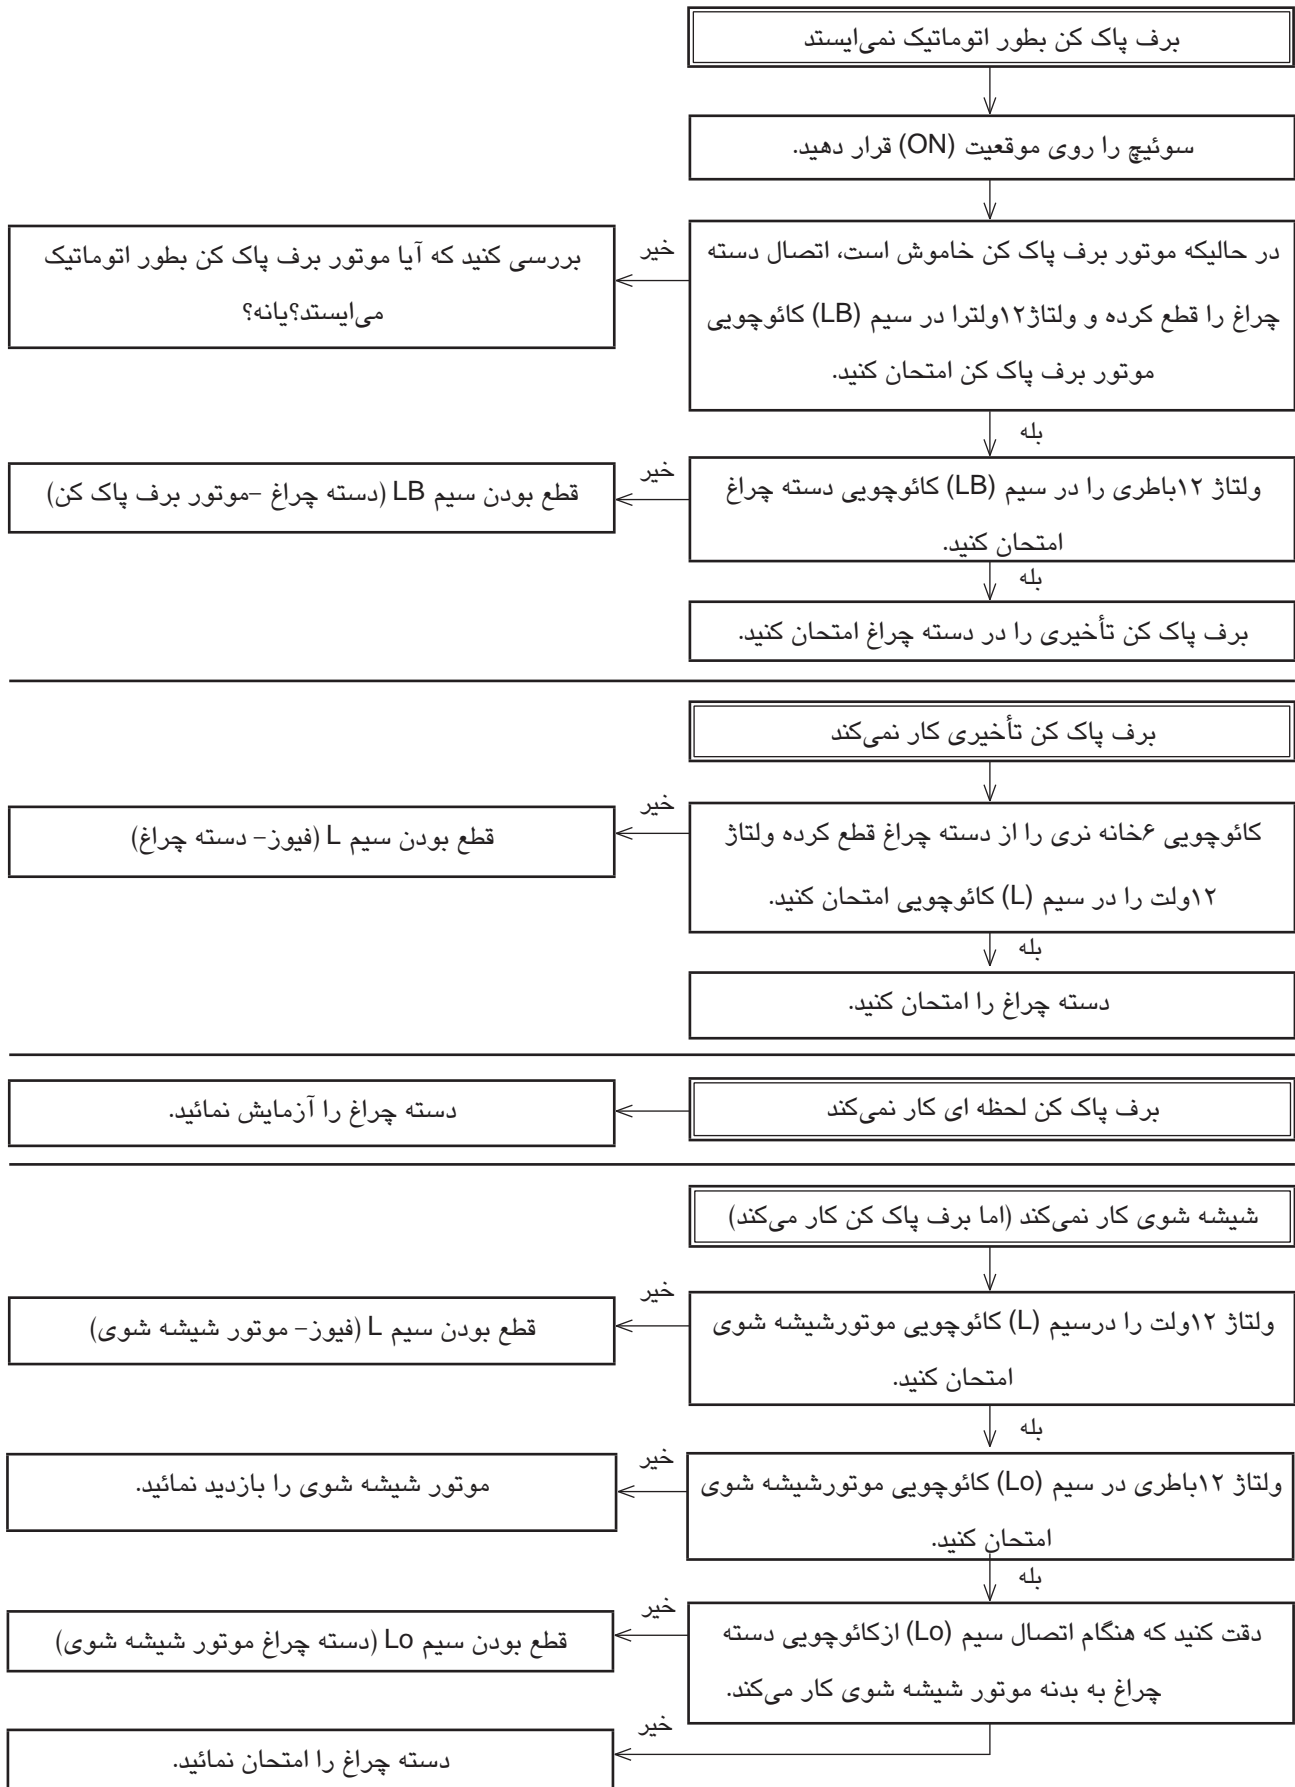 برف پاک کن بطور اتوماتیک نمی‌ایستد
سوئیچ را روی موقعیت (ON) قرار دهید.
در حالیکه موتور برف پاک کن خاموش است، اتصال دسته
چراغ را قطع کرده و ولتاژ۱۲ولترا در سیم (LB) کائوچویی
موتور برف پاک کن امتحان کنید.
خیر
بررسی کنید که آیا موتور برف پاک کن بطور اتوماتیک
می‌ایستد؟یانه؟
بله
ولتاژ ۱۲باطری را در سیم (LB) کائوچویی دسته چراغ
امتحان کنید.
خیر
قطع بودن سیم LB (دسته چراغ –موتور برف پاک کن)
بله
برف پاک کن تأخیری را در دسته چراغ امتحان کنید.
برف پاک کن تأخیری کار نمی‌کند
کائوچویی ۶خانه نری را از دسته چراغ قطع کرده ولتاژ
۱۲ولت را در سیم (L) کائوچویی امتحان کنید.
خیر
قطع بودن سیم L (فیوز– دسته چراغ)
بله
دسته چراغ را امتحان کنید.
برف پاک کن لحظه ای کار نمی‌کند
دسته چراغ را آزمایش نمائید.
شیشه شوی کار نمی‌کند (اما برف پاک کن کار می‌کند)
ولتاژ ۱۲ولت را درسیم (L) کائوچویی موتورشیشه شوی
امتحان کنید.
خیر
قطع بودن سیم L (فیوز– موتور شیشه شوی)
بله
ولتاژ ۱۲باطری در سیم (Lo) کائوچویی موتورشیشه شوی
امتحان کنید.
خیر
موتور شیشه شوی را بازدید نمائید.
بله
دقت کنید که هنگام اتصال سیم (Lo) ازکائوچویی دسته
چراغ به بدنه موتور شیشه شوی کار می‌کند.
خیر
قطع بودن سیم Lo (دسته چراغ موتور شیشه شوی)
خیر
دسته چراغ را امتحان نمائید.